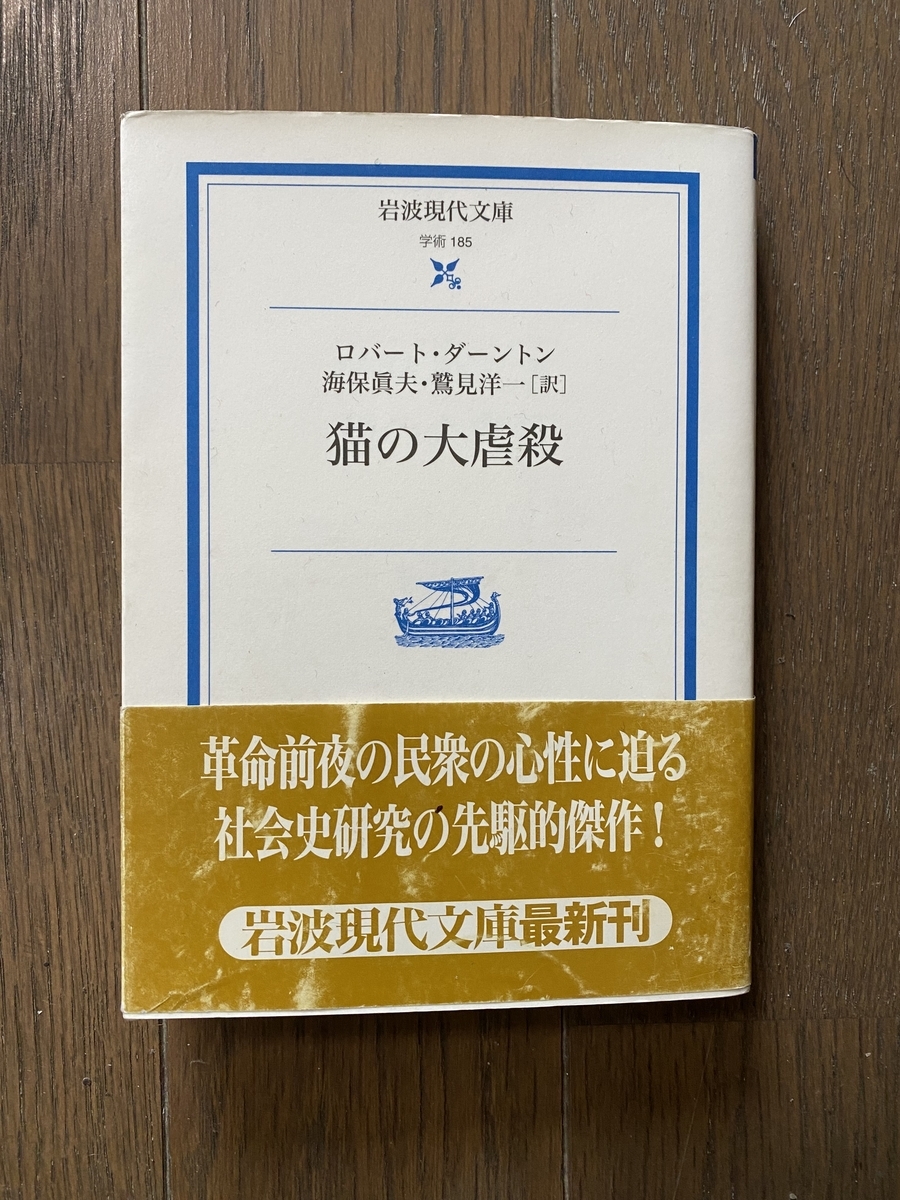 岩波現代文庫
学術 185
ロバート・ダーントン
海保眞夫・鷲見洋一[訳]
猫の大虐殺
革命前夜の民衆の心性に迫る
社会史研究の先駆的傑作!
岩波現代文庫最新刊